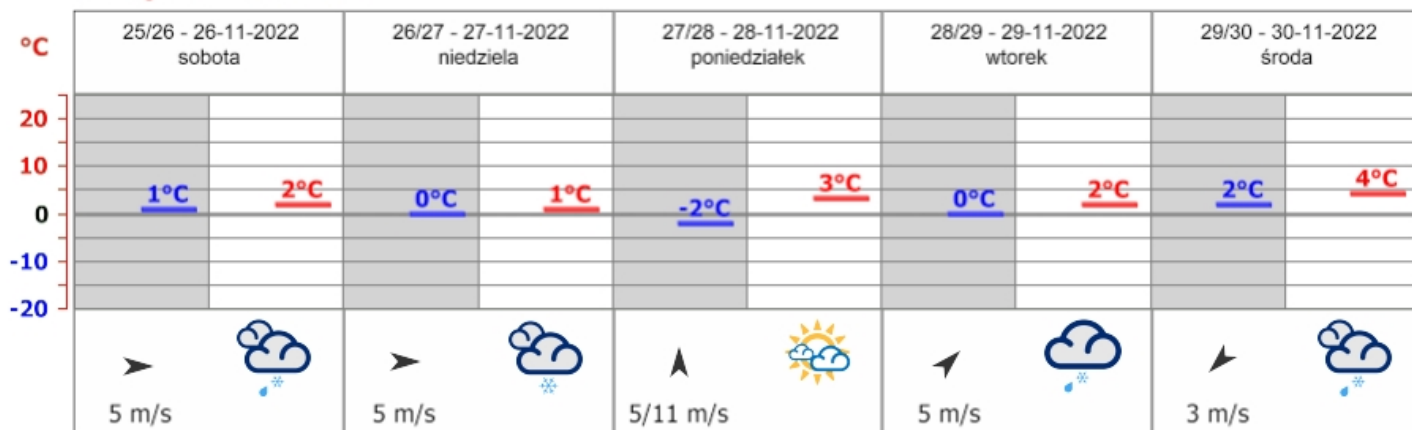 °C
25/26 - 26-11-2022
sobota
26/27 - 27-11-2022
niedziela
27/28 - 28-11-2022
poniedziałek
28/29 - 29-11-2022
wtorek
29/30 - 30-11-2022
środa
20
10
0
-10
-20
1°C
2°C
0°C
1°C
-2°C
3°C
0°C
2°C
2°C
4°C
5 m/s
5 m/s
5/11 m/s
5 m/s
3 m/s